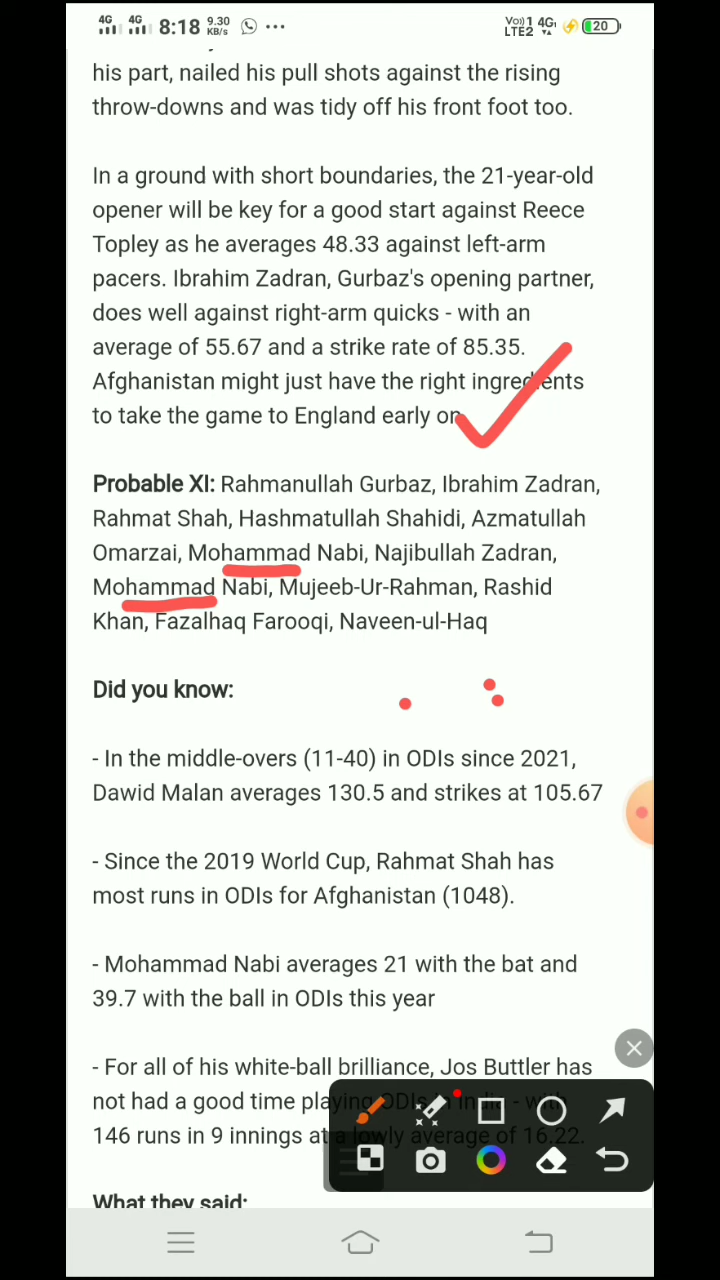 4G 4G 8:18 9.30 KB/s ... Vo)) 1 LTE2 4G 20
his part, nailed his pull shots against the rising
throw-downs and was tidy off his front foot too.
In a ground with short boundaries, the 21-year-old
opener will be key for a good start against Reece
Topley as he averages 48.33 against left-arm
pacers. Ibrahim Zadran, Gurbaz's opening partner,
does well against right-arm quicks - with an
average of 55.67 and a strike rate of 85.35.
Afghanistan might just have the right ingredients
to take the game to England early on
Probable XI: Rahmanullah Gurbaz, Ibrahim Zadran,
Rahmat Shah, Hashmatullah Shahidi, Azmatullah
Omarzai, Mohammad Nabi, Najibullah Zadran,
Mohammad Nabi, Mujeeb-Ur-Rahman, Rashid
Khan, Fazalhaq Farooqi, Naveen-ul-Haq
Did you know:
- In the middle-overs (11-40) in ODIs since 2021,
Dawid Malan averages 130.5 and strikes at 105.67
- Since the 2019 World Cup, Rahmat Shah has
most runs in ODIs for Afghanistan (1048).
- Mohammad Nabi averages 21 with the bat and
39.7 with the ball in ODIs this year
- For all of his white-ball brilliance, Jos Buttler has
not had a good time playing ODIs in India - with
146 runs in 9 innings at a lowly average of 16.22.
What they said: